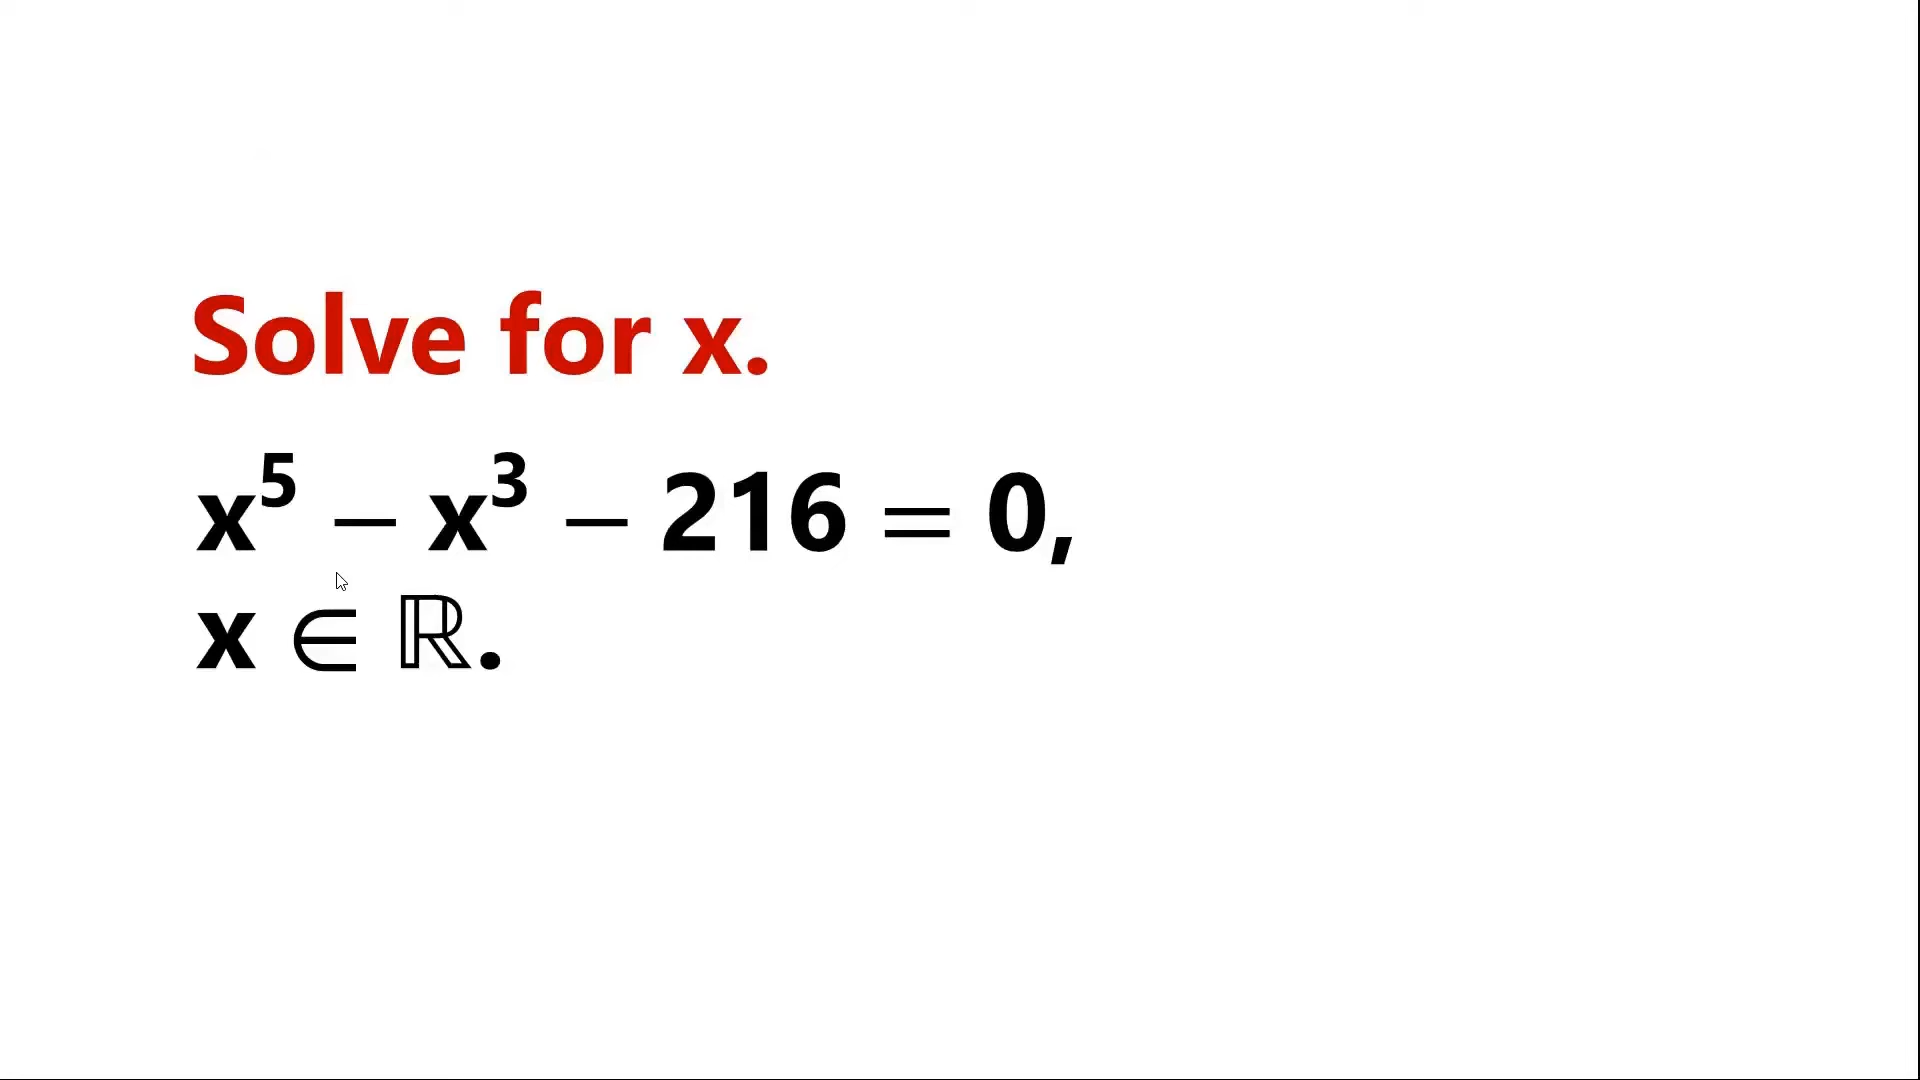 Solve for x.
x⁵ − x³ − 216 = 0,
x ∈ ℝ.